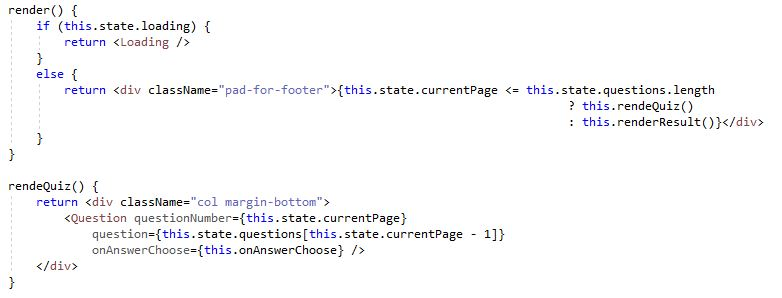 render() {
if (this.state.loading) {
return <Loading />
}
else {
return <div className="pad-for-footer">{this.state.currentPage <= this.state.questions.length
? this.rendeQuiz()
: this.renderResult()}</div>
}
}
rendeQuiz() {
return <div className="col margin-bottom">
<Question questionNumber={this.state.currentPage}
question={this.state.questions[this.state.currentPage - 1]}
onAnswerChoose={this.onAnswerChoose} />
</div>
}